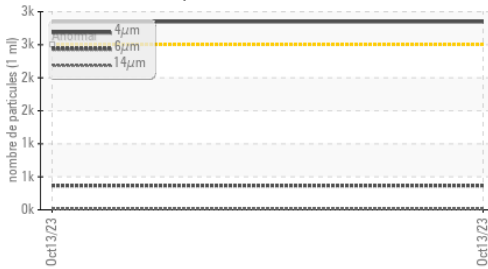 nombre de particules (1 ml)
3k
3k
2k
2k
1k
1k
0k
Anormal
4µm
6µm
14µm
Oct13/23
Oct13/23